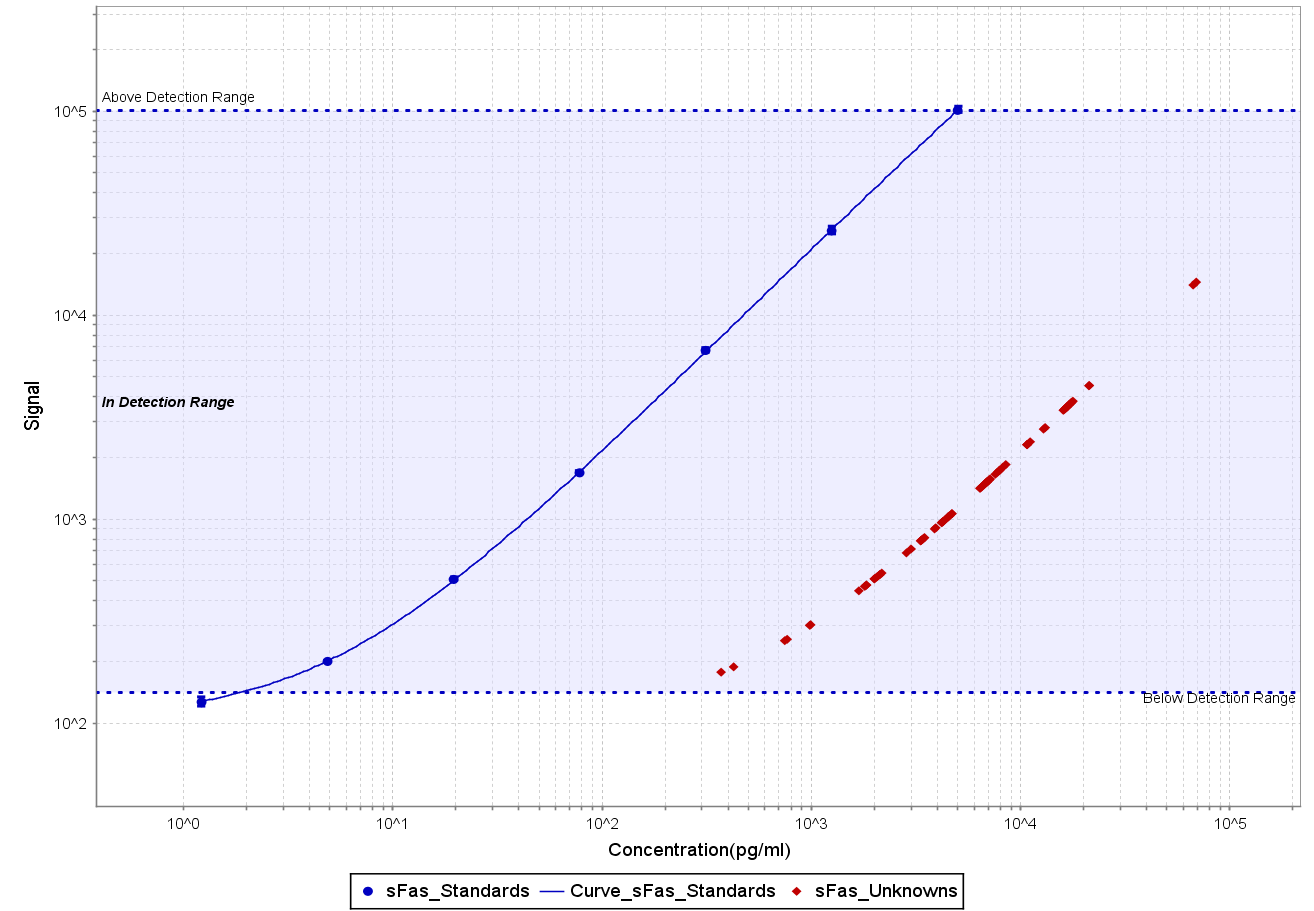 Above Detection Range
10^5
10^4
In Detection Range
Signal
10^3
Below Detection Range
10^2
10^0 10^1 10^2 10^3 10^4 10^5
Concentration(pg/ml)
sFas_Standards Curve_sFas_Standards sFas_Unknowns